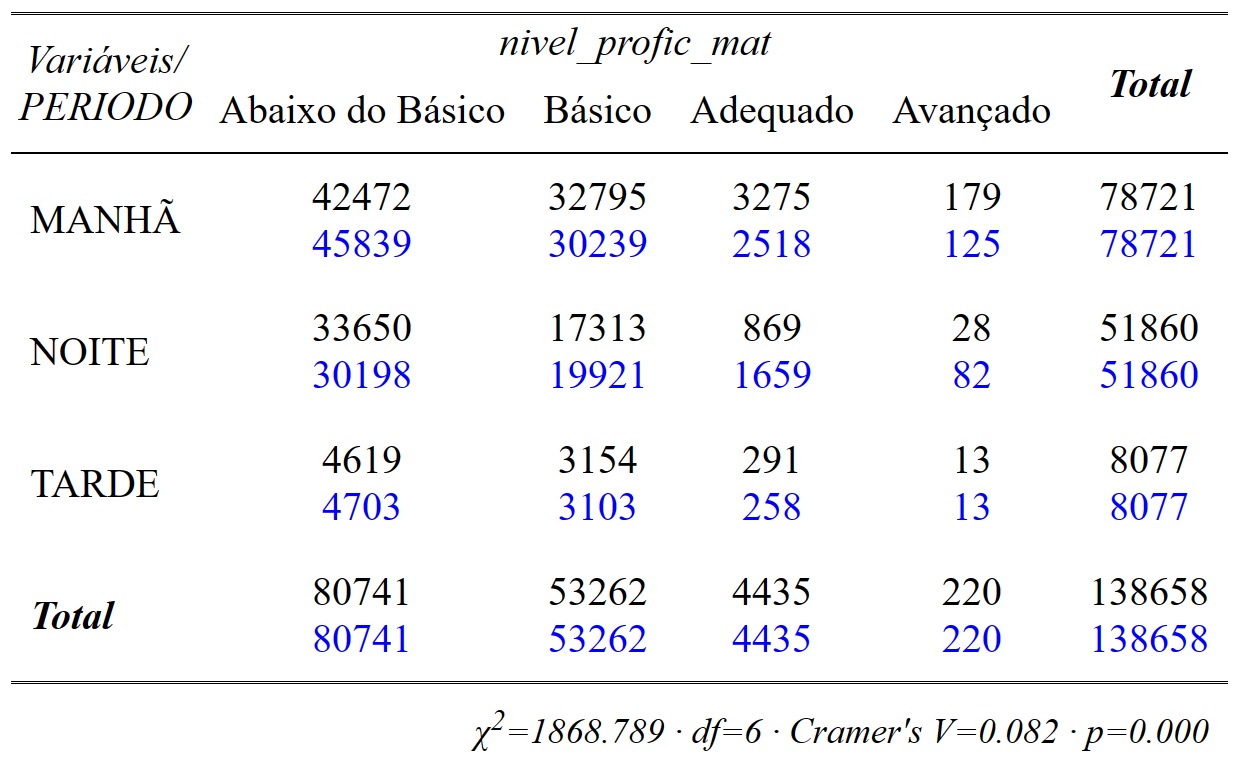 Variáveis/
PERIODO
nivel_profic_mat
Total
Abaixo do Básico Básico Adequado Avançado
MANHÃ
42472 32795 3275 179 78721
45839 30239 2518 125 78721
NOITE
33650 17313 869 28 51860
30198 19921 1659 82 51860
TARDE
4619 3154 291 13 8077
4703 3103 258 13 8077
Total
80741 53262 4435 220 138658
80741 53262 4435 220 138658
χ²=1868.789 · df=6 · Cramer's V=0.082 · p=0.000